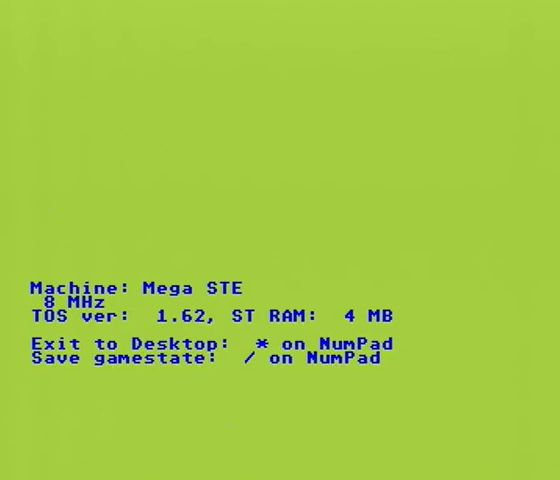 Machine: Mega STE
8 MHz
TOS ver:  1.62, ST RAM:  4 MB
Exit to Desktop:  * on NumPad
Save gamestate:  / on NumPad